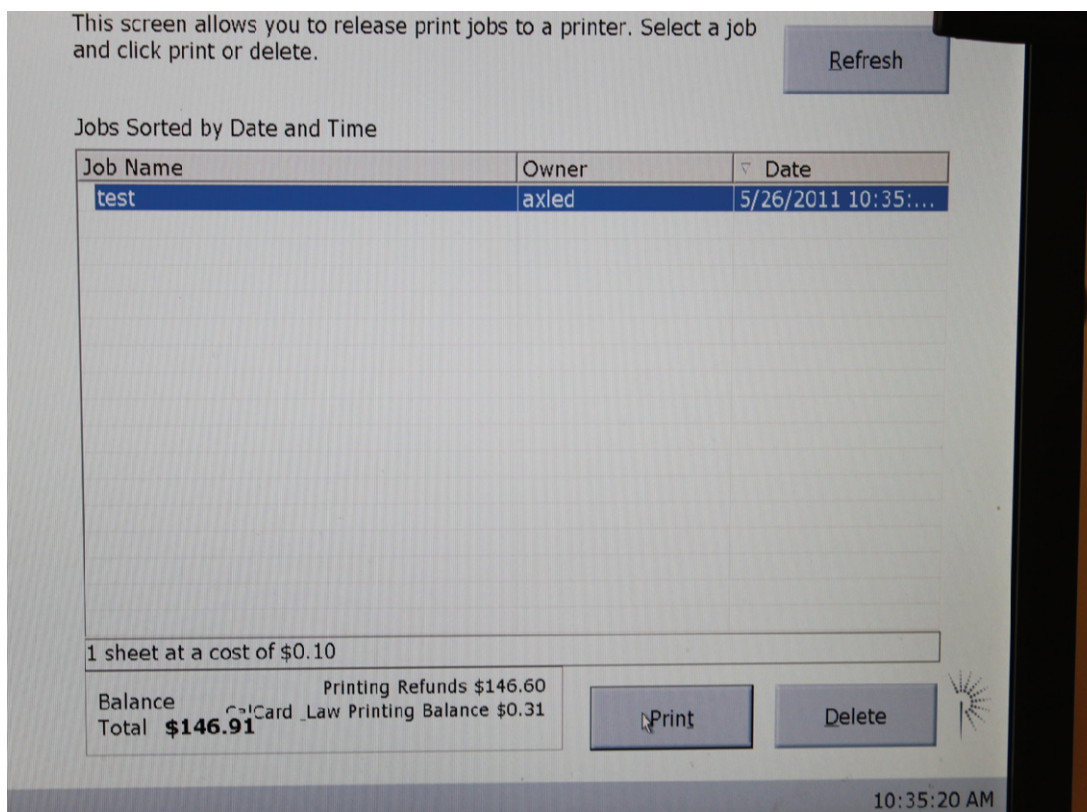 This screen allows you to release print jobs to a printer. Select a job
and click print or delete.
Refresh
Jobs Sorted by Date and Time
Job Name Owner Date
test axled 5/26/2011 10:35:...
1 sheet at a cost of $0.10
Printing Refunds $146.60
Balance
CalCard _Law Printing Balance $0.31
Total $146.91
Print
Delete
10:35:20 AM